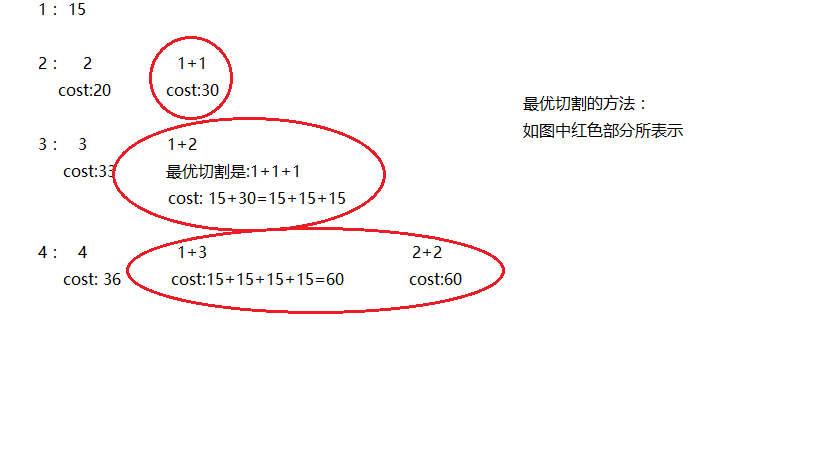 1： 15
2： 2 1+1
cost:20 cost:30
最优切割的方法：
如图中红色部分所表示
3： 3 1+2
cost:33 最优切割是:1+1+1
cost: 15+30=15+15+15
4： 4 1+3 2+2
cost: 36 cost:15+15+15+15=60 cost:60